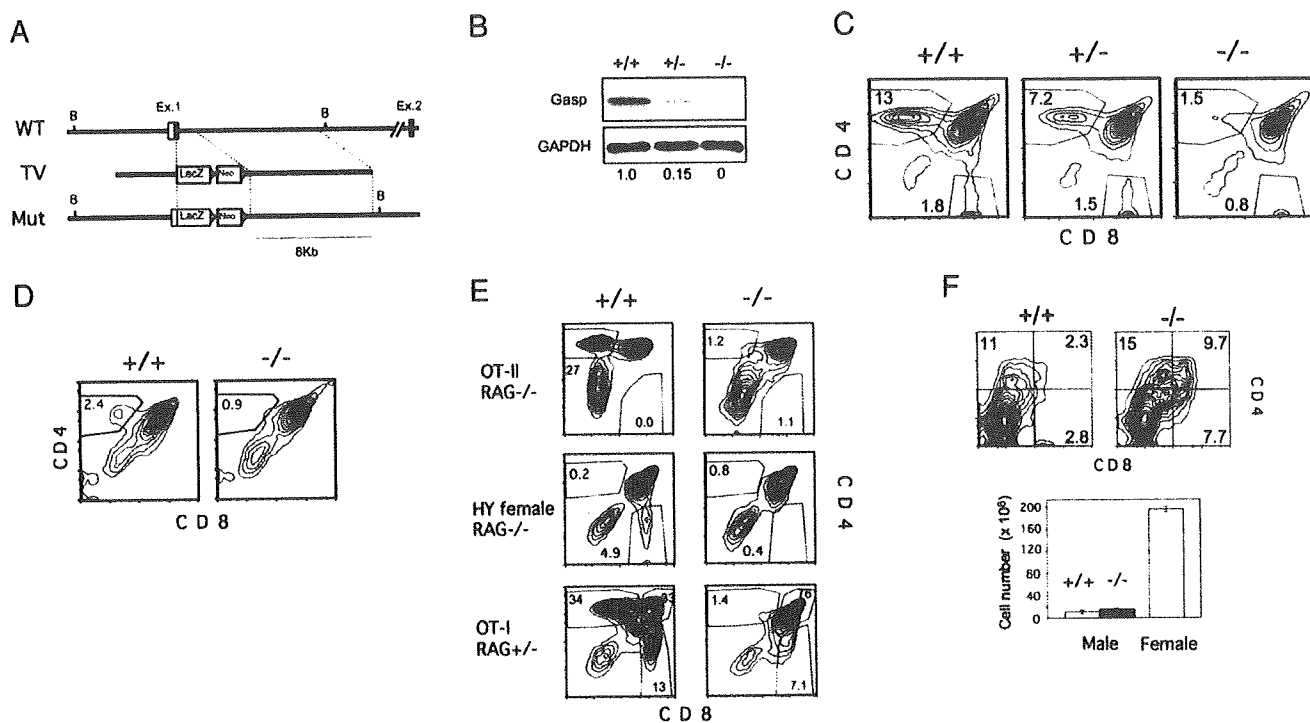 A
B Ex.1 B Ex.2
WT
TV LacZ Neo
Mut B LacZ Neo B
8Kb
B
+/+ +/- -/-
Gasp
GAPDH
1.0 0.15 0
C
+/+ +/- -/-
CD4
13 7.2 1.5
1.8 1.5 0.8
CD8
D
+/+ -/-
CD4
2.4 0.9
CD8
E
+/+ -/-
OT-II
RAG-/-
27 0.0
1.2 1.1
HY female
RAG-/-
0.2 4.9
0.8 0.4
CD4
OT-I
RAG+/-
34 13
1.4 76 7.1
CD8
F
+/+ -/-
11 2.3 2.8
15 9.7 7.7
CD4
CD8
Cell number (x 10⁶)
200
160
120
80
40
0
+/+ -/-
Male Female